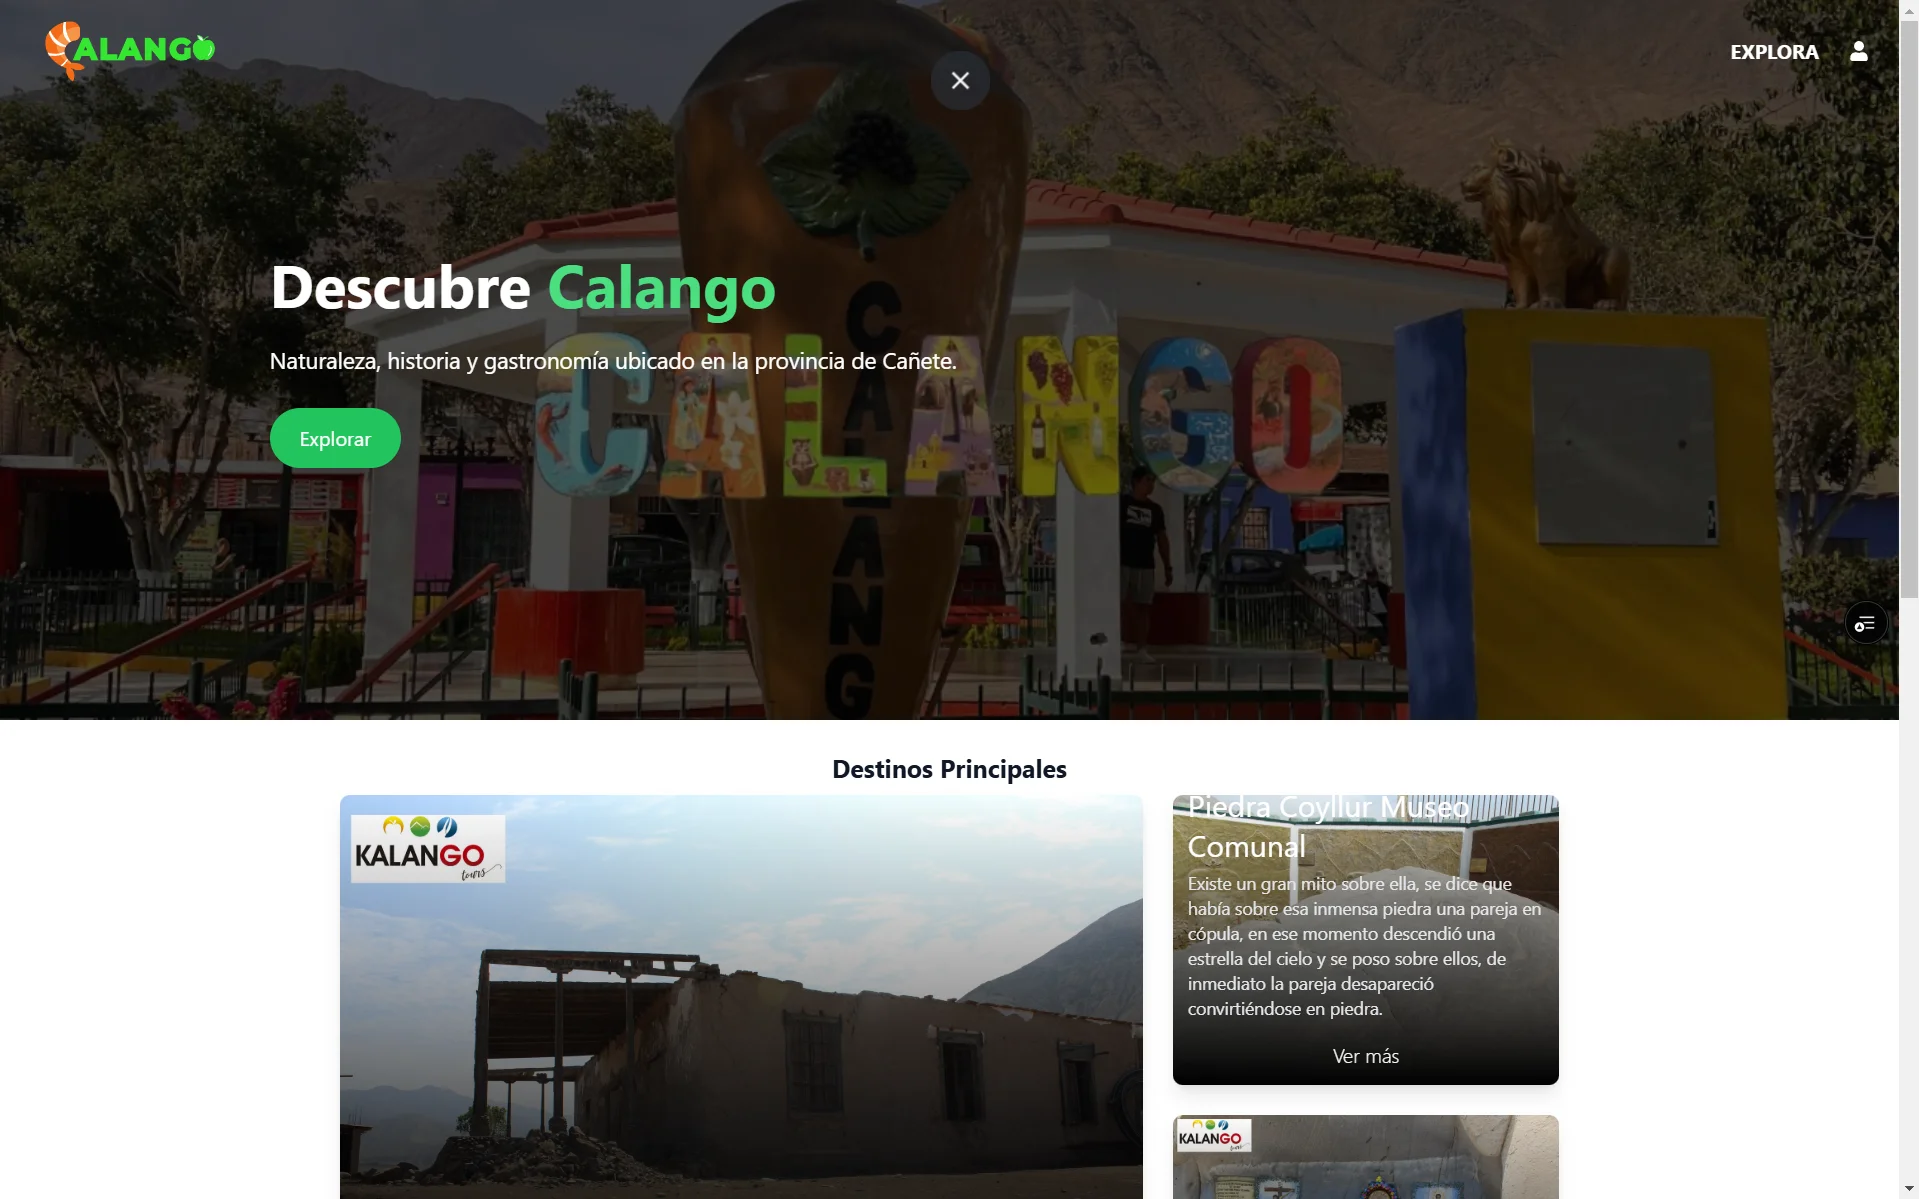 CALANGO
EXPLORA
Descubre Calango
Naturaleza, historia y gastronomía ubicado en la provincia de Cañete.
Explorar
CALANGO
CALANG
Destinos Principales
KALANGO
tours
Piedra Coyllur Museo
Comunal
Existe un gran mito sobre ella, se dice que
había sobre esa inmensa piedra una pareja en
cópula, en ese momento descendió una
estrella del cielo y se poso sobre ellos, de
inmediato la pareja desapareció
convirtiéndose en piedra.
Ver más
KALANGO